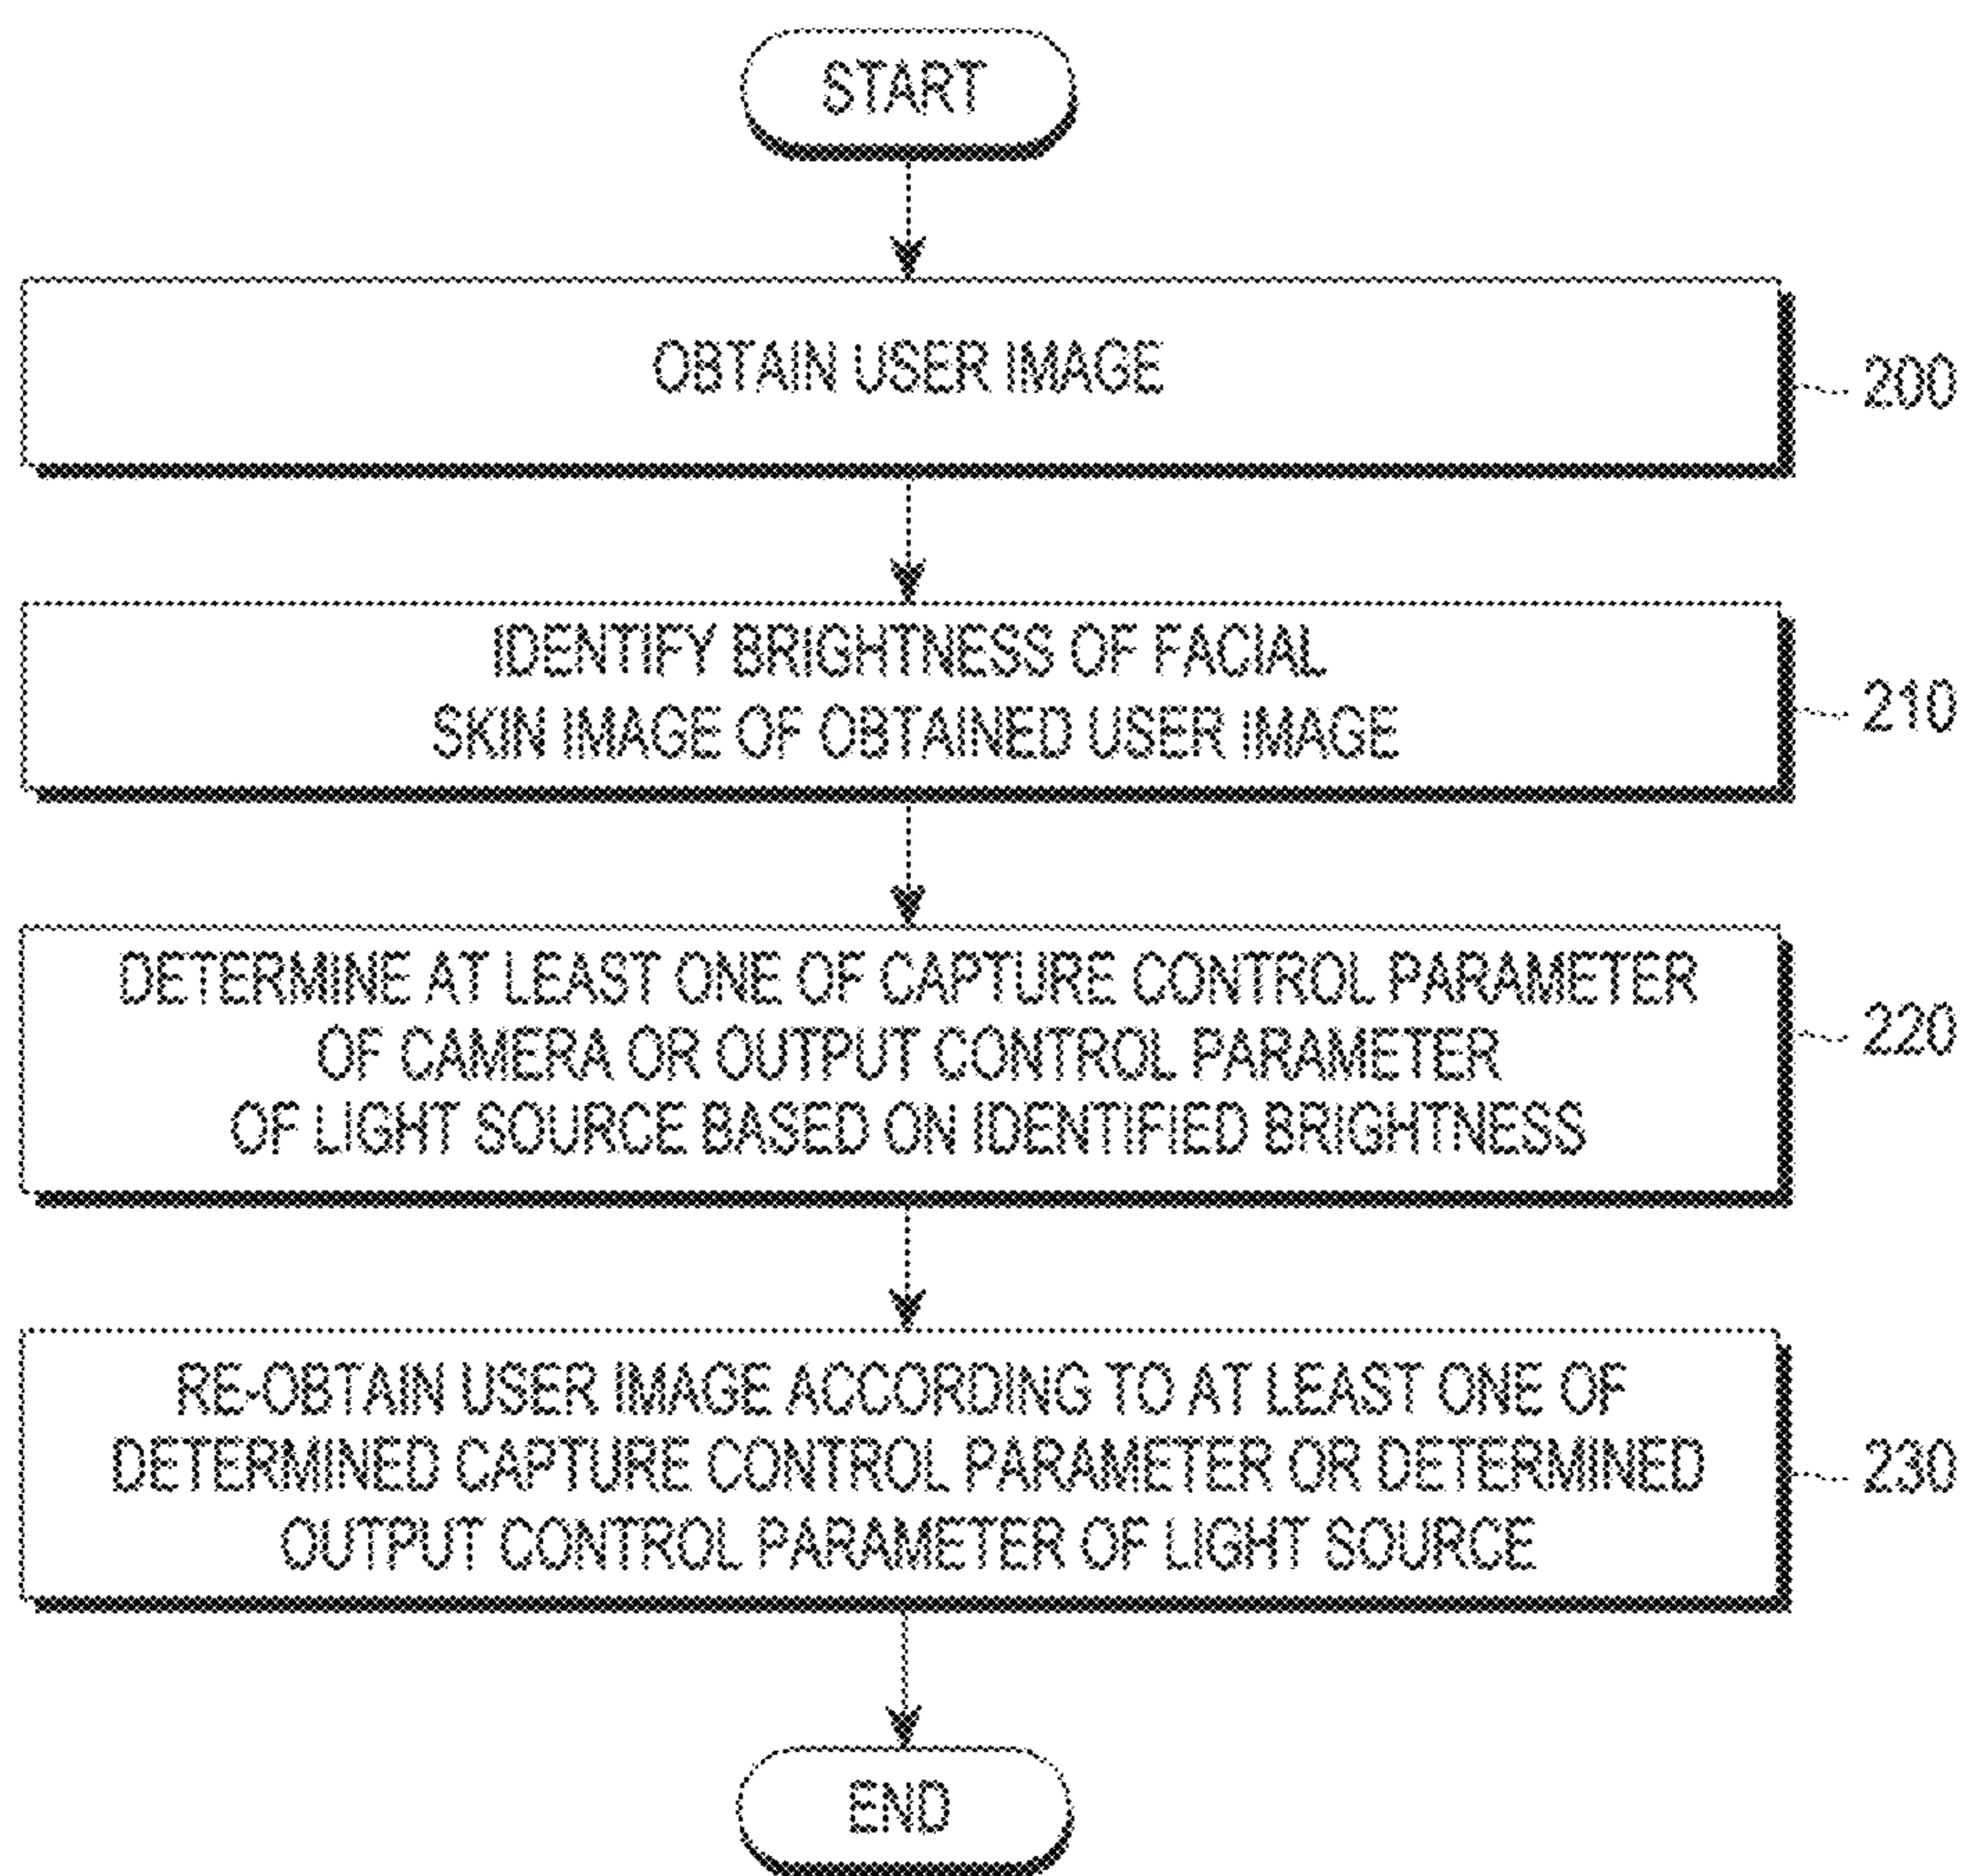 START
OBTAIN USER IMAGE
200
IDENTIFY BRIGHTNESS OF FACIAL
SKIN IMAGE OF OBTAINED USER IMAGE
210
DETERMINE AT LEAST ONE OF CAPTURE CONTROL PARAMETER
OF CAMERA OR OUTPUT CONTROL PARAMETER
OF LIGHT SOURCE BASED ON IDENTIFIED BRIGHTNESS
220
RE-OBTAIN USER IMAGE ACCORDING TO AT LEAST ONE OF
DETERMINED CAPTURE CONTROL PARAMETER OR DETERMINED
OUTPUT CONTROL PARAMETER OF LIGHT SOURCE
230
END